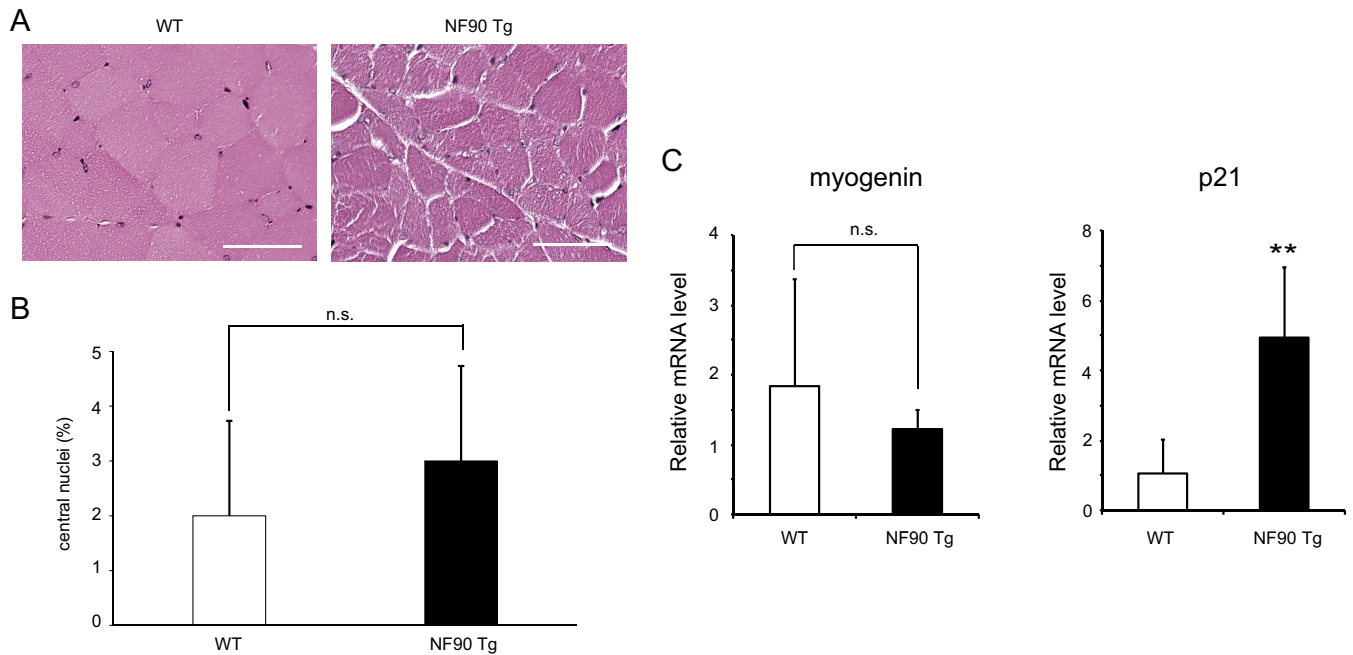 A
WT
NF90 Tg
B
n.s.
central nuclei (%)
5
4
3
2
1
0
WT
NF90 Tg
C
myogenin
n.s.
Relative mRNA level
4
3
2
1
0
WT
NF90 Tg
p21
**
Relative mRNA level
8
6
4
2
0
WT
NF90 Tg